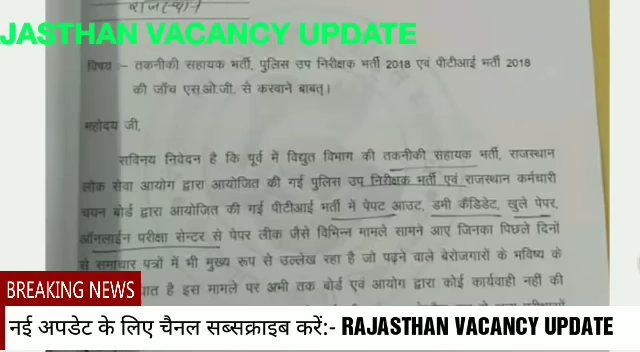 राजस्थान
JASTHAN VACANCY UPDATE
विषय :- तकनीकी सहायक भर्ती, पुलिस उप निरीक्षक भर्ती 2018 एवं पीटीआई भर्ती 2018
की जाँच एस.ओ.जी. से करवाने बाबत्।
महोदय जी,
सविनय निवेदन है कि पूर्व में विद्युत विभाग की तकनीकी सहायक भर्ती, राजस्थान
लोक सेवा आयोग द्वारा आयोजित की गई पुलिस उप निरीक्षक भर्ती एवं राजस्थान कर्मचारी
चयन बोर्ड द्वारा आयोजित की गई पीटीआई भर्ती में पेपट आउट, डमी कैंडिडेट, खुले पेपर,
ऑनलाईन परीक्षा सेन्टर से पेपर लीक जैसे विभिन्न मामले सामने आए जिनका पिछले दिनों
से समाचार पत्रों में भी मुख्य रूप से उल्लेख रहा है जो पढ़ने वाले बेरोजगारों के भविष्य के
घात है इस मामले पर अभी तक बोर्ड एवं आयोग द्वारा कोई कार्यवाही नहीं की
BREAKING NEWS
नई अपडेट के लिए चैनल सब्सक्राइब करें:- RAJASTHAN VACANCY UPDATE